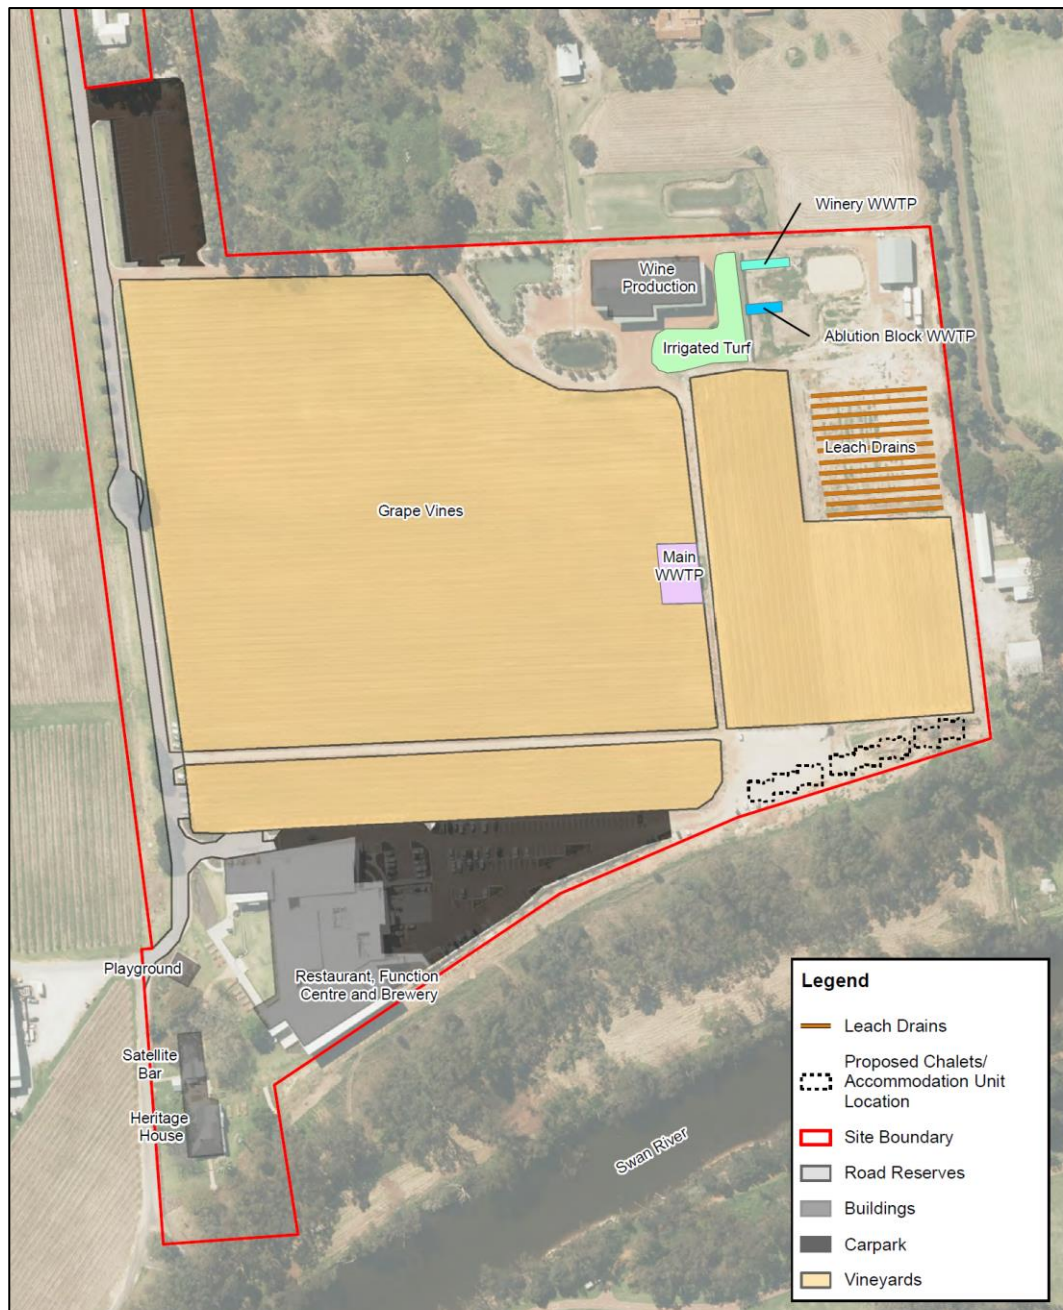 Winery WWTP
Wine
Production
Ablution Block WWTP
Irrigated Turf
Leach Drains
Grape Vines
Main
WWTP
Playground
Restaurant, Function
Centre and Brewery
Satellite
Bar
Heritage
House
Swan River
Legend
Leach Drains
Proposed Chalets/
Accommodation Unit
Location
Site Boundary
Road Reserves
Buildings
Carpark
Vineyards